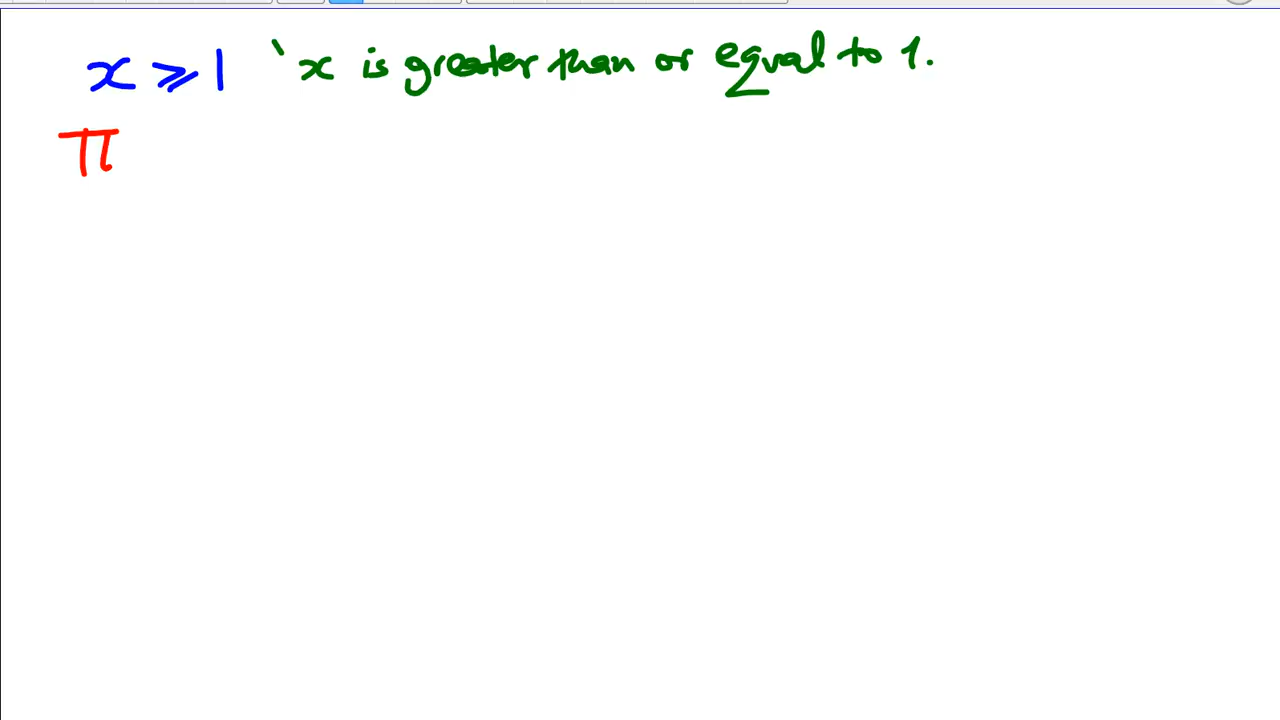 x ⩾ 1 ‵x is greater than or equal to 1.
π